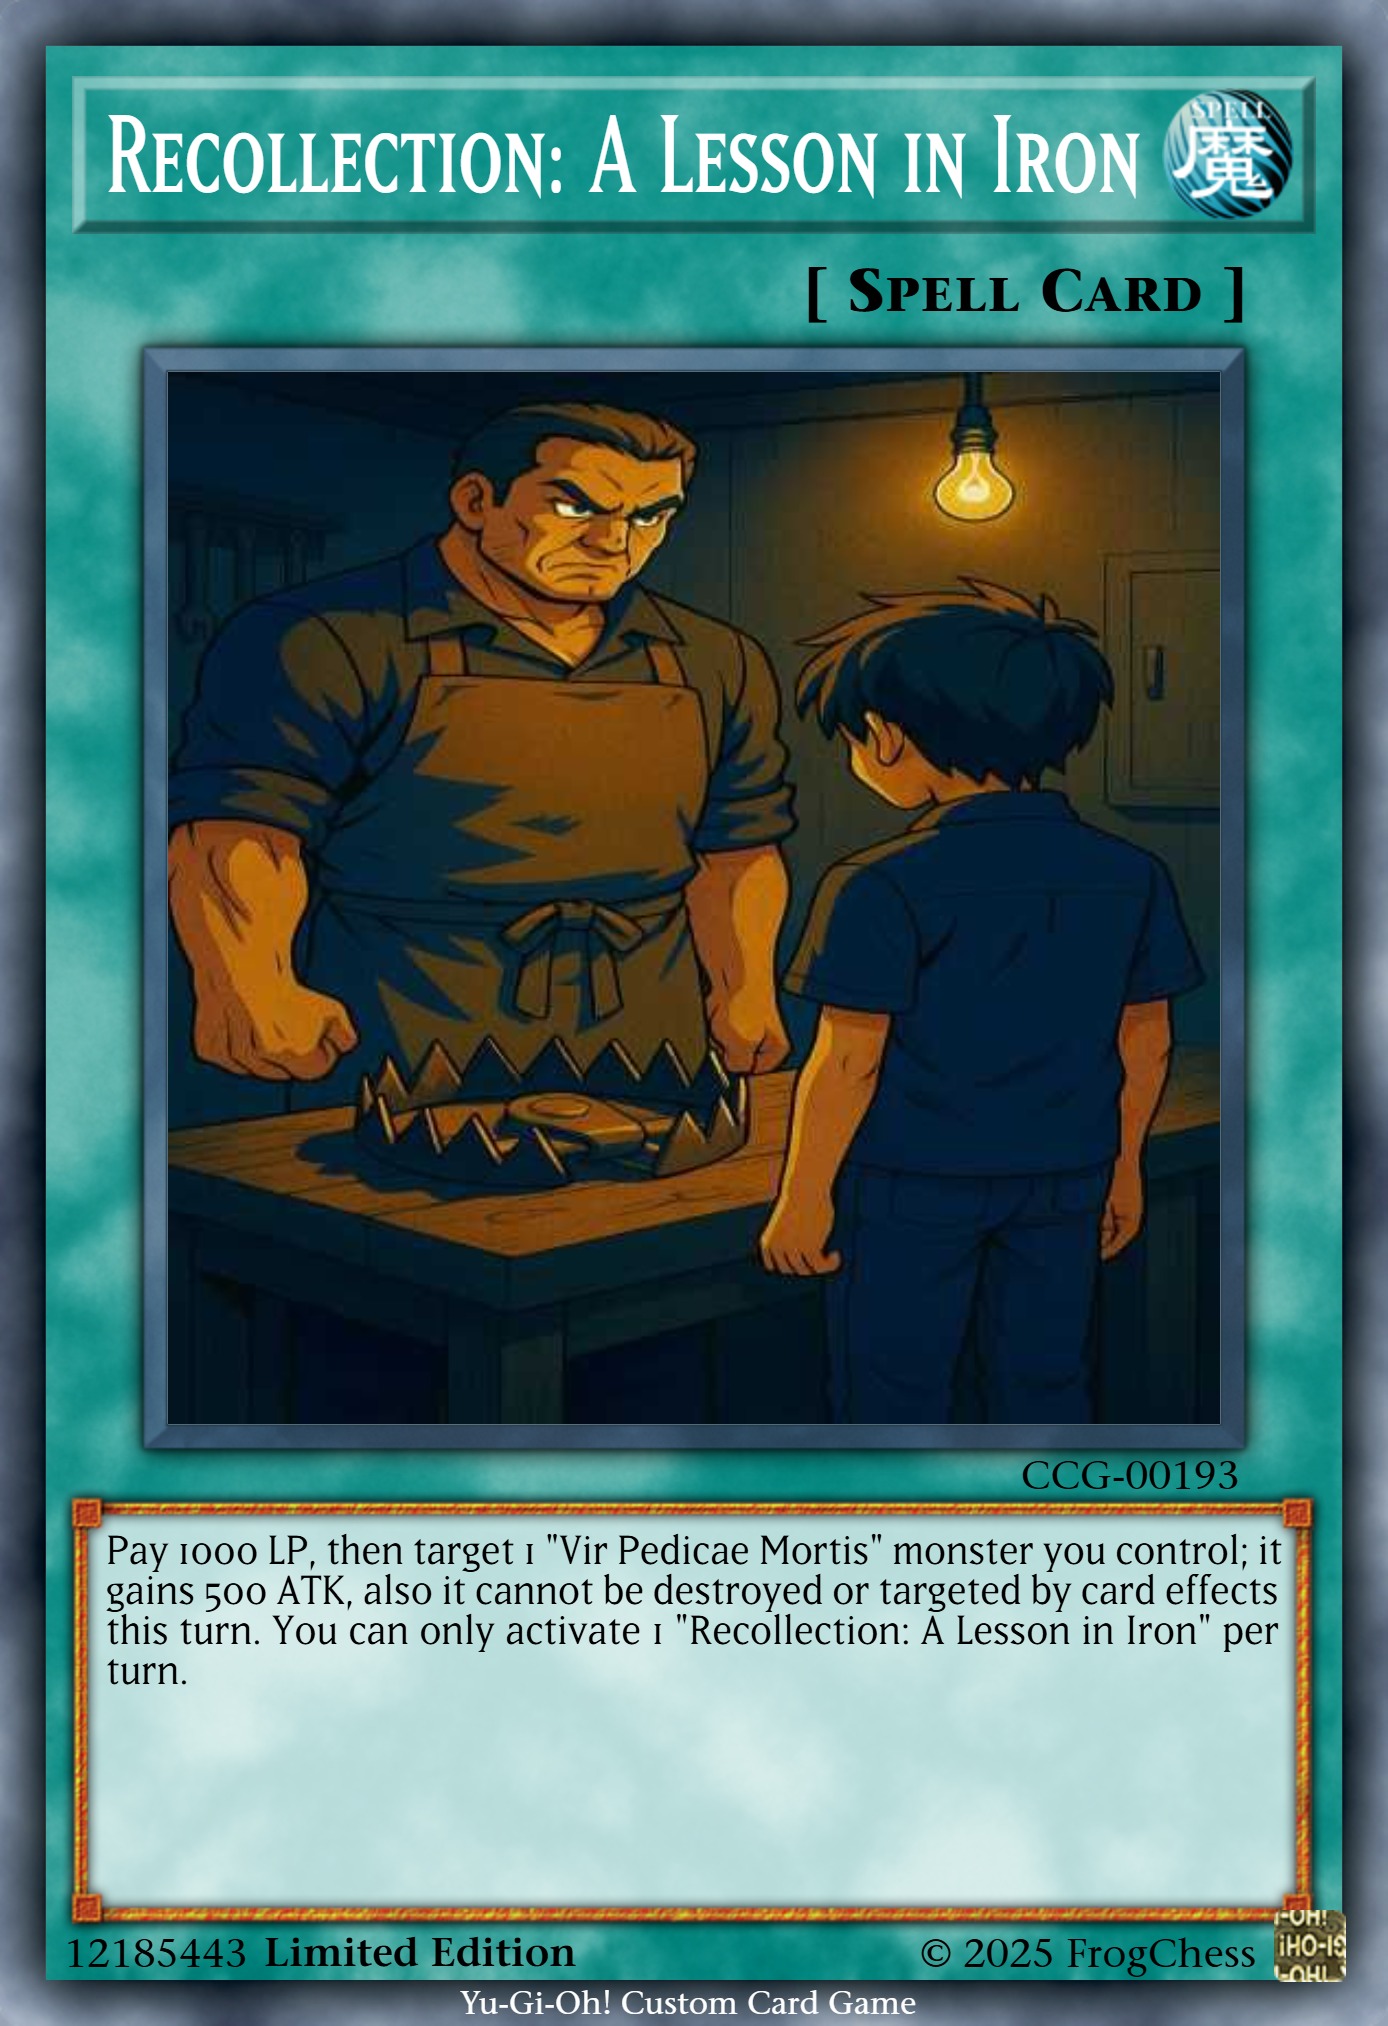 Recollection: A Lesson in Iron
SPELL
魔
[ Spell Card ]
CCG-00193
Pay 1000 LP, then target 1 "Vir Pedicae Mortis" monster you control; it
gains 500 ATK, also it cannot be destroyed or targeted by card effects
this turn. You can only activate 1 "Recollection: A Lesson in Iron" per
turn.
12185443 Limited Edition
© 2025 FrogChess
Yu-Gi-Oh! Custom Card Game